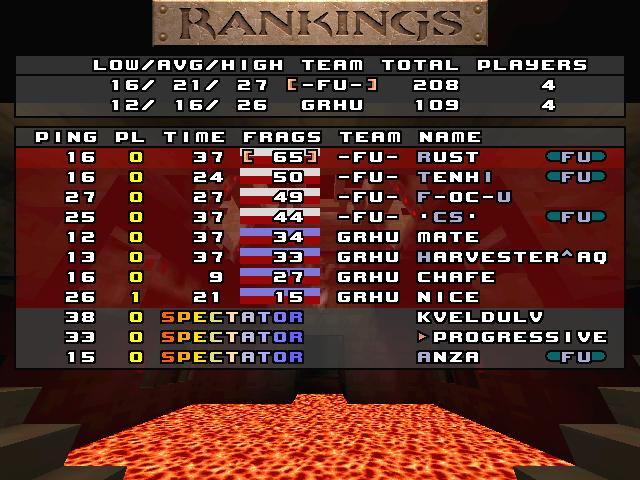 RANKINGS
LOW/AVG/HIGH TEAM TOTAL PLAYERS
16/ 21/ 27 [-FU-] 208 4
12/ 16/ 26 GRHU 109 4
PING PL TIME FRAGS TEAM NAME
16 0 37 [ 65] -FU- RUST FU
16 0 24 50 -FU- TENHI FU
27 0 27 49 -FU- F-OC-U
25 0 37 44 -FU- ·CS· FU
12 0 37 34 GRHU MATE
13 0 37 33 GRHU HARVESTER^AQ
16 0 9 27 GRHU CHAFE
26 1 21 15 GRHU NICE
38 0 SPECTATOR KVELDULV
33 0 SPECTATOR ▸PROGRESSIVE
15 0 SPECTATOR ANZA FU